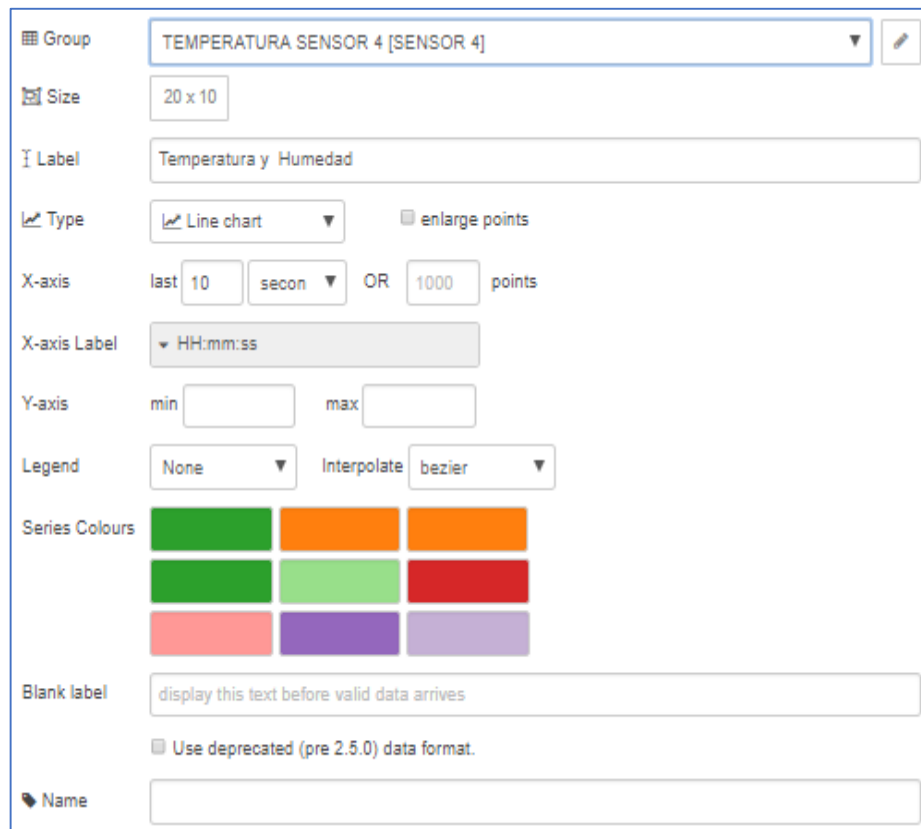 Group TEMPERATURA SENSOR 4 [SENSOR 4]
Size 20 x 10
Label Temperatura y Humedad
Type Line chart enlarge points
X-axis last 10 secon OR 1000 points
X-axis Label HH:mm:ss
Y-axis min max
Legend None Interpolate bezier
Series Colours
Blank label display this text before valid data arrives
Use deprecated (pre 2.5.0) data format.
Name